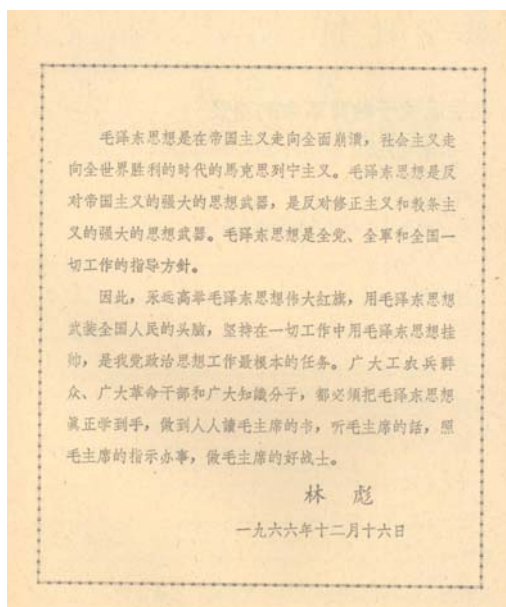 毛泽东思想是在帝国主义走向全面崩潰，社会主义走
向全世界胜利的时代的馬克思列宁主义。毛泽东思想是反
对帝国主义的强大的思想武器，是反对修正主义和教条主
义的强大的思想武器。毛泽东思想是全党、全軍和全国一
切工作的指导方針。
因此，永远高举毛泽东思想伟大红旗，用毛泽东思想
武装全国人民的头脑，坚持在一切工作中用毛泽东思想挂
帅，是我党政治思想工作最根本的任务。广大工农兵群
众、广大革命干部和广大知識分子，都必須把毛泽东思想
眞正学到手，做到人人讀毛主席的书，听毛主席的話，照
毛主席的指示办事，做毛主席的好战士。
林彪
一九六六年十二月十六日